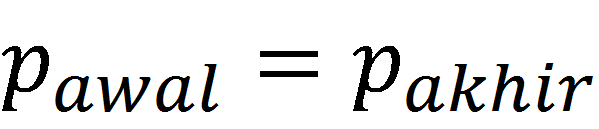 p_awal = p_akhir